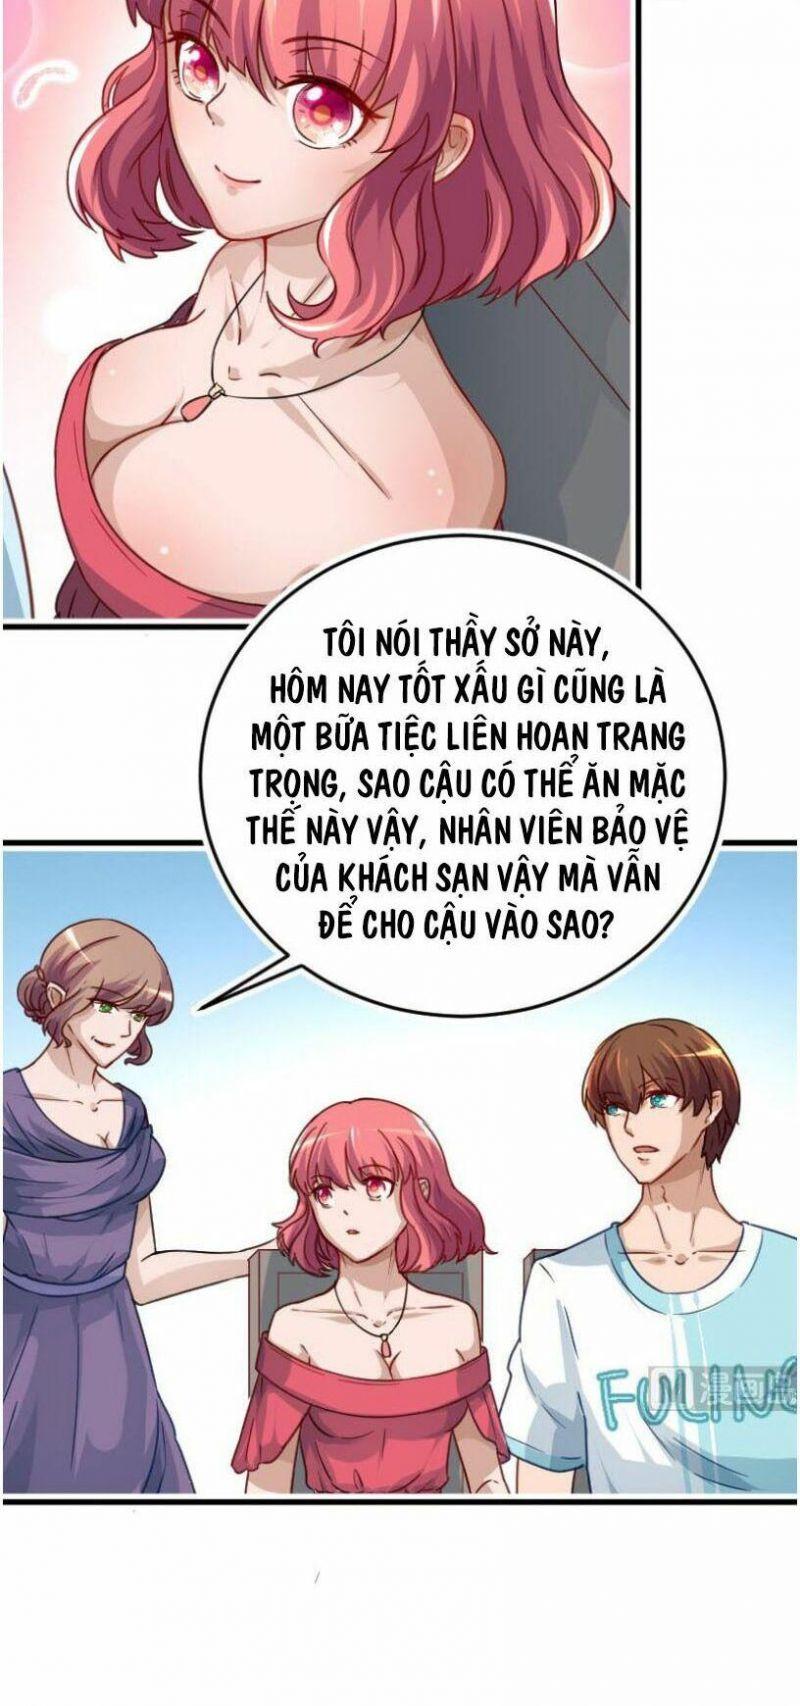 TÔI NÓI THẦY SỞ NÀY,
HÔM NAY TỐT XẤU GÌ CŨNG LÀ
MỘT BỮA TIỆC LIÊN HOAN TRANG
TRỌNG, SAO CẬU CÓ THỂ ĂN MẶC
THẾ NÀY VẬY, NHÂN VIÊN BẢO VỆ
CỦA KHÁCH SẠN VẬY MÀ VẪN
ĐỂ CHO CẬU VÀO SAO?
FULING
漫画